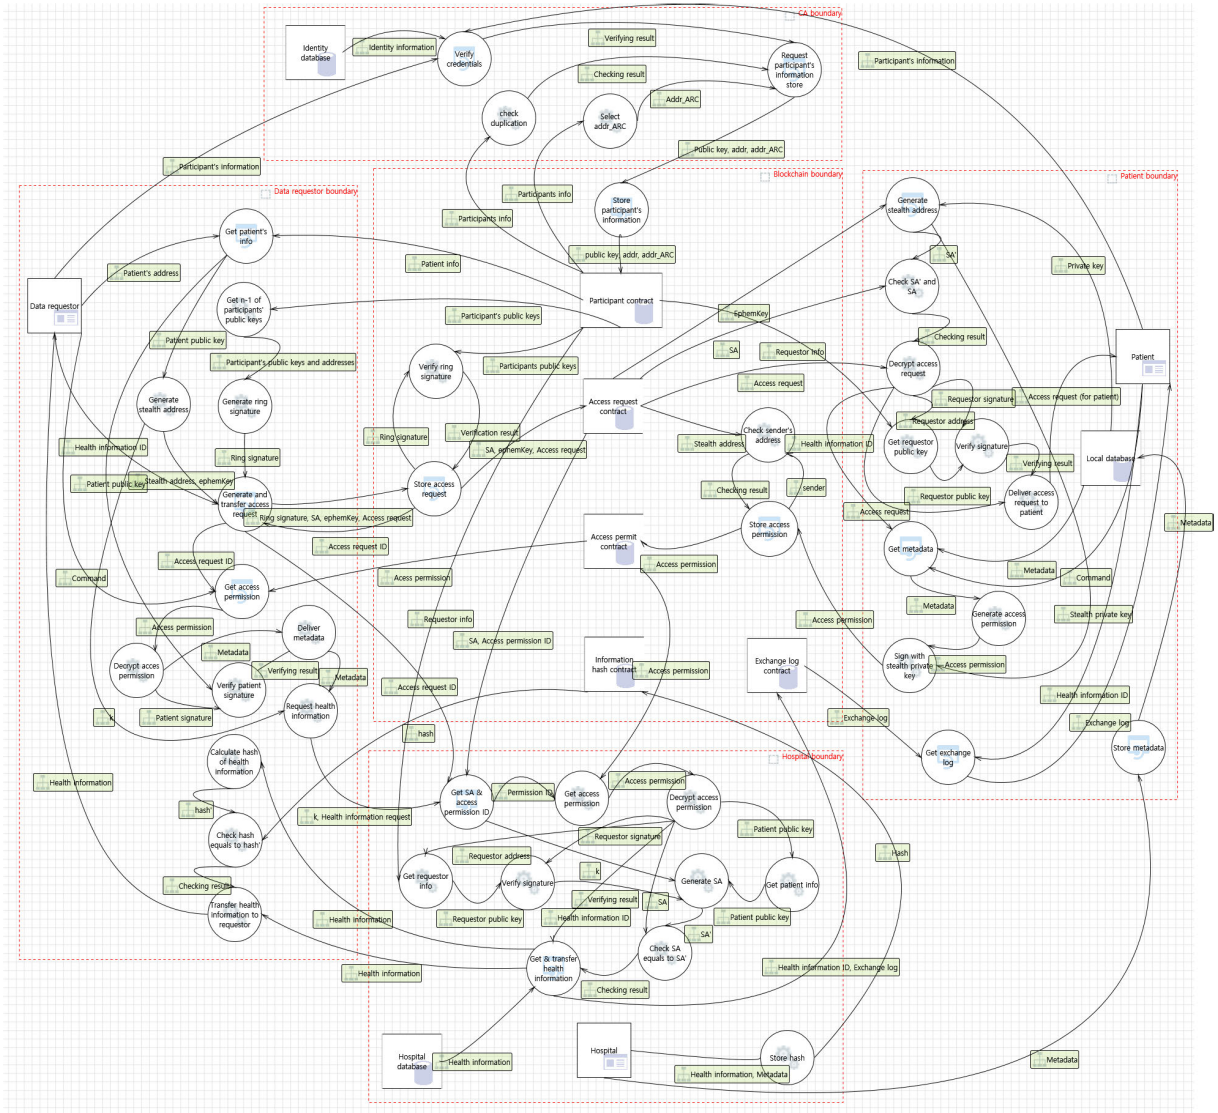 CA boundary
Identity
database
Identity information
Verify
credentials
Verifying result
Request
participant's
information
store
Participant's information
Checking result
check
duplication
Select
addr_ARC
Addr_ARC
Public key, addr, addr_ARC
Participant's information
Data requestor boundary
Blockchain boundary
Patient boundary
Participants info
Participants info
Store
participant's
information
public key, addr, addr_ARC
Generate
stealth address
SA'
Private key
Get patient's
info
Patient info
Patient's address
Data requestor
Get n-1 of
participants'
public keys
Participant contract
Check SA' and
SA
Participant's public keys
EphemKey
Checking result
Patient public key
Participant's public keys and addresses
Verify ring
signature
Participants public keys
SA
Requestor info
Decrypt access
request
Patient
Access request
Generate
stealth address
Generate ring
signature
Access request
contract
Requestor signature
Access request (for patient)
Requestor address
Check sender's
address
Ring signature
Verification result
Stealth address
Health information ID
Get requestor
public key
Verify signature
Health information ID
SA, ephemKey, Access request
Local database
Ring signature
Verifying result
Patient public key
Stealth address, ephemKey
Store access
request
Checking result
sender
Requestor public key
Deliver access
request to
patient
Generate and
transfer access
request
Ring signature, SA, ephemKey, Access request
Access request
Metadata
Store access
permission
Access permit
contract
Access request ID
Get metadata
Access request ID
Access permission
Metadata
Command
Command
Get access
permission
Acess permission
Metadata
Generate access
permission
Stealth private key
Requestor info
Access permission
Access permission
Deliver
metadata
SA, Access permission ID
Metadata
Decrypt acces
permission
Verifying result
Metadata
Information
hash contract
Access permission
Exchange log
contract
Sign with
stealth private
key
Access permission
Verify patient
signature
Access request ID
Health information ID
Request health
information
k
Patient signature
Exchange log
Exchange log
hash
Get exchange
log
Store metadata
Calculate hash
of health
information
Hospital boundary
Health information
Get SA &
access
permission ID
Permission ID
Get access
permission
Access permission
Decrypt access
permission
hash'
k, Health information request
Patient public key
Check hash
equals to hash'
Requestor signature
Requestor address
Hash
Get requestor
info
Verify signature
k
Generate SA
Get patient info
Checking result
Verifying result
SA
Transfer health
information to
requestor
Health information
Requestor public key
Health information ID
Patient public key
SA'
Get & transfer
health
information
Check SA
equals to SA'
Health information
Health information ID, Exchange log
Checking result
Hospital
database
Health information
Hospital
Store hash
Health information, Metadata
Metadata